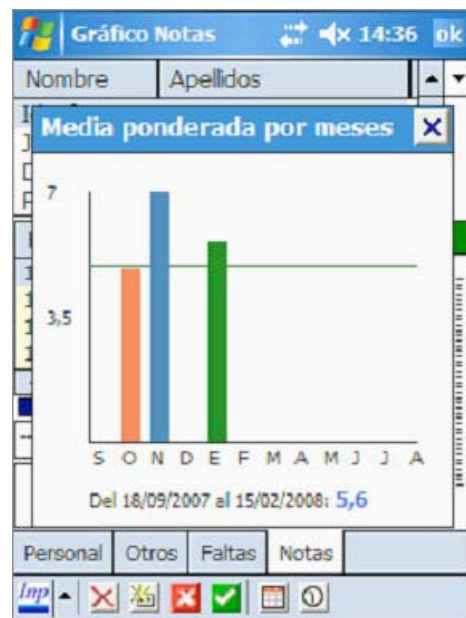 Gráfico Notas 14:36 ok
Nombre Apellidos
Media ponderada por meses
7
3,5
S O N D E F M A M J J A
Del 18/09/2007 al 15/02/2008: 5,6
Personal Otros Faltas Notas
Inp